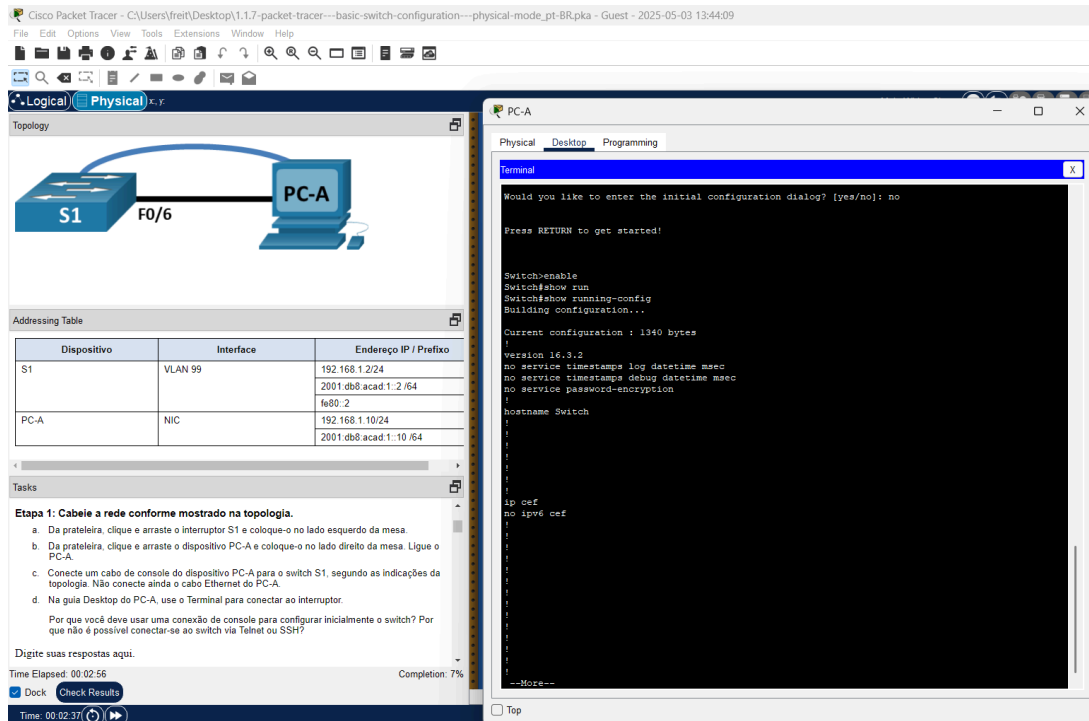 Cisco Packet Tracer - C:\Users\freit\Desktop\1.1.7-packet-tracer---basic-switch-configuration---physical-mode_pt-BR.pka - Guest - 2025-05-03 13:44:09
File Edit Options View Tools Extensions Window Help
Logical Physical x, y:
Topology
S1 F0/6 PC-A
Addressing Table
Dispositivo Interface Endereço IP / Prefixo
S1 VLAN 99 192.168.1.2/24
2001:db8:acad:1::2 /64
fe80::2
PC-A NIC 192.168.1.10/24
2001:db8:acad:1::10 /64
Tasks
Etapa 1: Cabeie a rede conforme mostrado na topologia.
a. Da prateleira, clique e arraste o interruptor S1 e coloque-o no lado esquerdo da mesa.
b. Da prateleira, clique e arraste o dispositivo PC-A e coloque-o no lado direito da mesa. Ligue o
PC-A.
c. Conecte um cabo de console do dispositivo PC-A para o switch S1, segundo as indicações da
topologia. Não conecte ainda o cabo Ethernet do PC-A.
d. Na guia Desktop do PC-A, use o Terminal para conectar ao interruptor.
Por que você deve usar uma conexão de console para configurar inicialmente o switch? Por
que não é possível conectar-se ao switch via Telnet ou SSH?
Digite suas respostas aqui.
Time Elapsed: 00:02:56 Completion: 7%
Dock Check Results
Time: 00:02:37
PC-A
Physical Desktop Programming
Terminal X
Would you like to enter the initial configuration dialog? [yes/no]: no
Press RETURN to get started!
Switch>enable
Switch#show run
Switch#show running-config
Building configuration...
Current configuration : 1340 bytes
!
version 16.3.2
no service timestamps log datetime msec
no service timestamps debug datetime msec
no service password-encryption
!
hostname Switch
!
!
!
!
!
!
!
ip cef
no ipv6 cef
!
!
!
!
!
!
!
!
!
!
!
!
!
!
--More--
Top